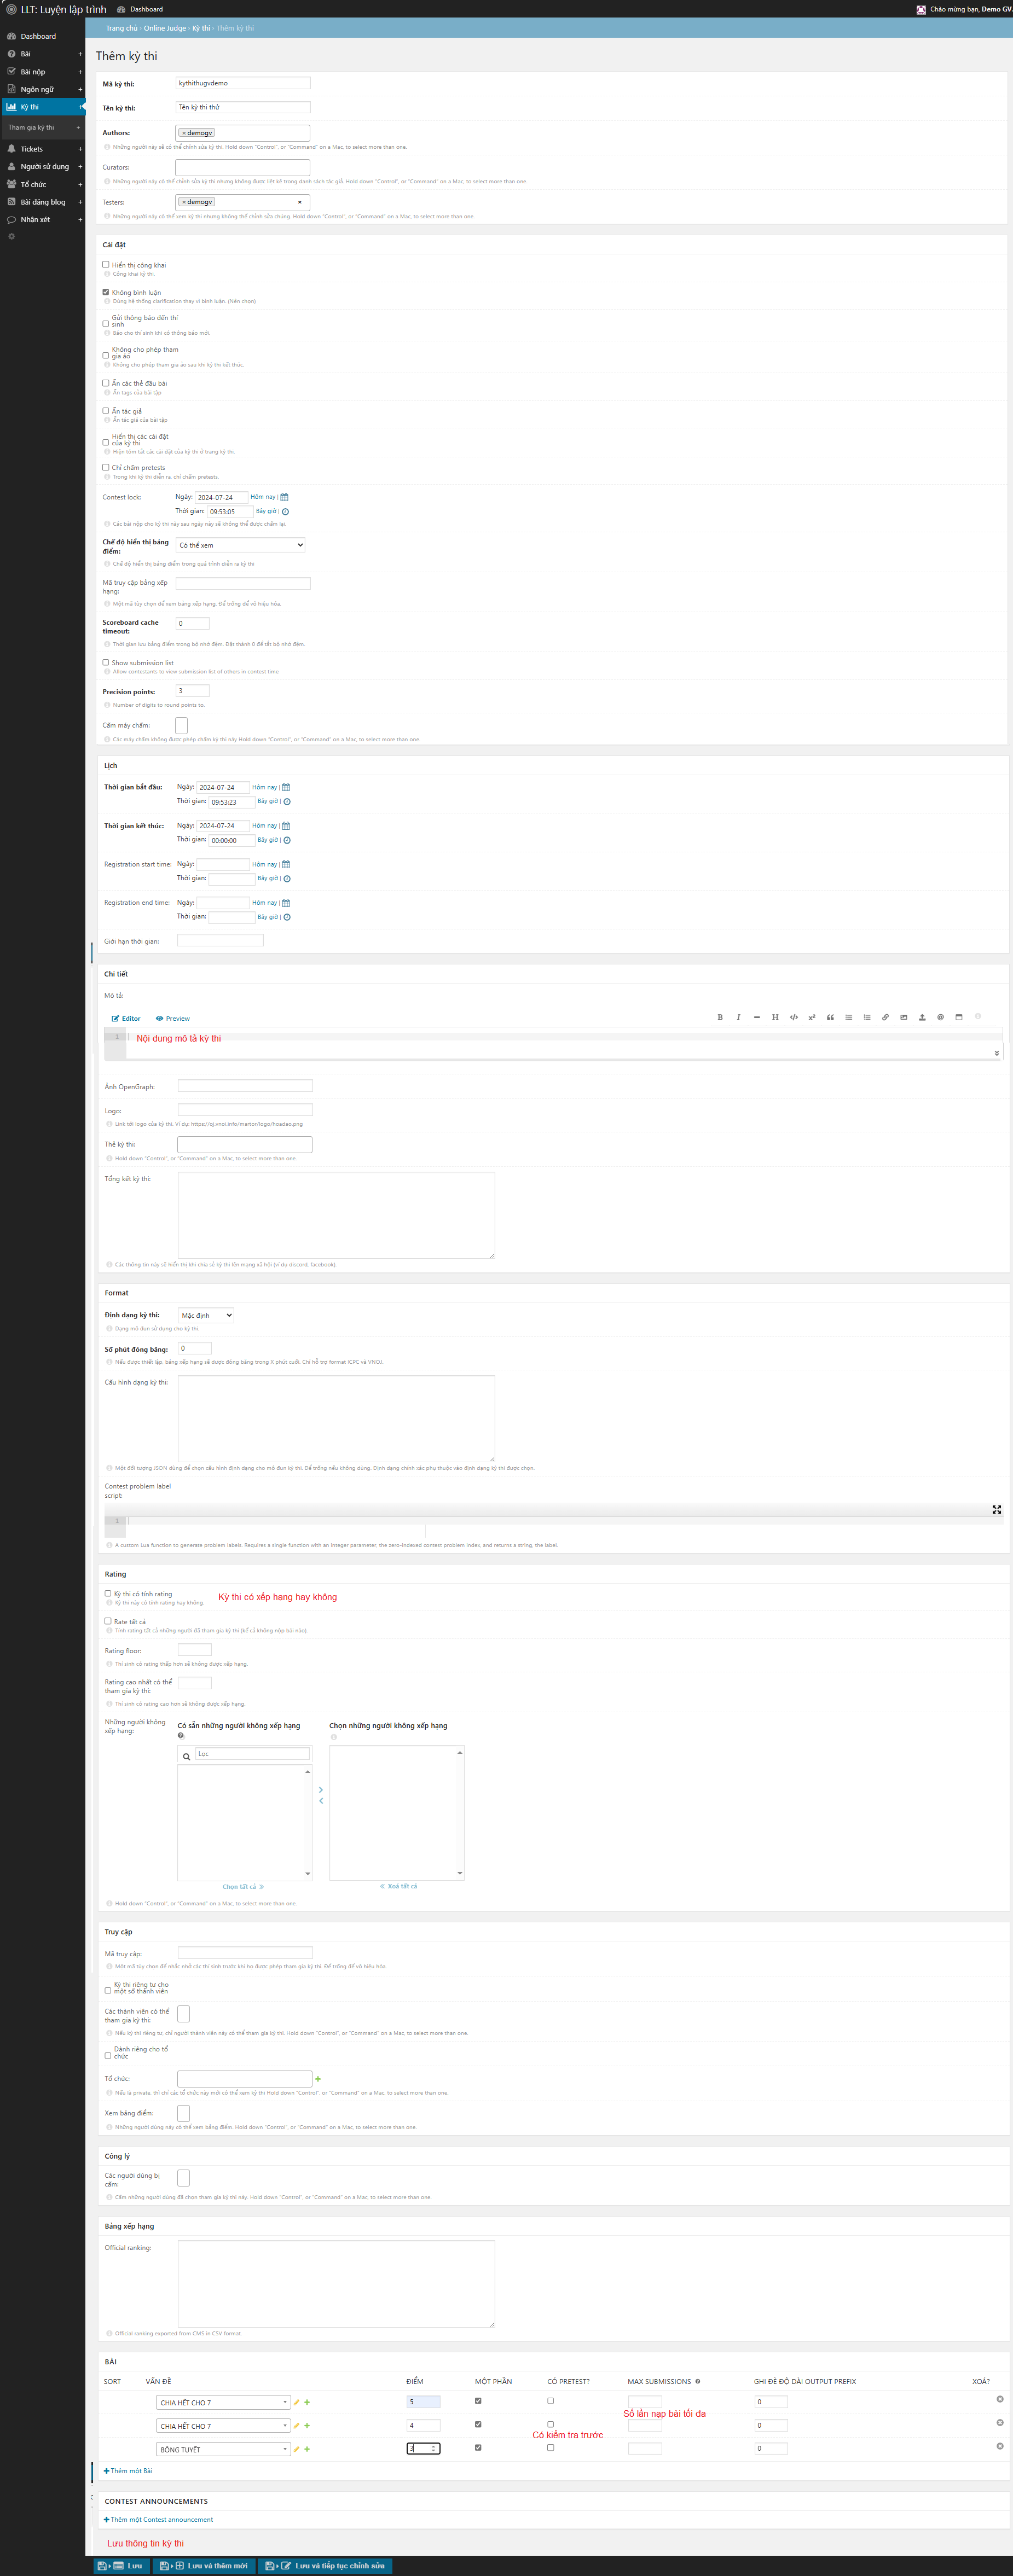 LLT: Luyện lập trình
Dashboard
Chào mừng bạn, Demo GV.
Trang chủ › Online Judge › Kỳ thi › Thêm kỳ thi
Dashboard
Bài +
Bài nộp +
Ngôn ngữ +
Kỳ thi +
Tham gia kỳ thi +
Tickets +
Người sử dụng +
Tổ chức +
Bài đăng blog +
Nhận xét +
Thêm kỳ thi
Mã kỳ thi: kythithugvdemo
Tên kỳ thi: Tên kỳ thi thử
Authors: × demogv
Những người này sẽ có thể chỉnh sửa kỳ thi. Hold down "Control", or "Command" on a Mac, to select more than one.
Curators:
Những người này có thể chỉnh sửa kỳ thi nhưng không được liệt kê trong danh sách tác giả. Hold down "Control", or "Command" on a Mac, to select more than one.
Testers: × demogv ×
Những người này có thể xem kỳ thi nhưng không thể chỉnh sửa chúng. Hold down "Control", or "Command" on a Mac, to select more than one.
Cài đặt
Hiển thị công khai
Công khai kỳ thi.
Không bình luận
Dùng hệ thống clarification thay vì bình luận. (Nên chọn)
Gửi thông báo đến thí
sinh
Báo cho thí sinh khi có thông báo mới.
Không cho phép tham
gia ảo
Không cho phép tham gia ảo sau khi kỳ thi kết thúc.
Ẩn các thẻ đầu bài
Ẩn tags của bài tập
Ẩn tác giả
Ẩn tác giả của bài tập
Hiển thị các cài đặt
của kỳ thi
Hiện tóm tắt các cài đặt của kỳ thi ở trang kỳ thi.
Chỉ chấm pretests
Trong khi kỳ thi diễn ra, chỉ chấm pretests.
Contest lock: Ngày: 2024-07-24 Hôm nay |
Thời gian: 09:53:05 Bây giờ |
Các bài nộp cho kỳ thi này sau ngày này sẽ không thể được chấm lại.
Chế độ hiển thị bảng
điểm: Có thể xem
Chế độ hiển thị bảng điểm trong quá trình diễn ra kỳ thi
Mã truy cập bảng xếp
hạng:
Một mã tùy chọn để xem bảng xếp hạng. Để trống để vô hiệu hóa.
Scoreboard cache
timeout: 0
Thời gian lưu bảng điểm trong bộ nhớ đệm. Đặt thành 0 để tắt bộ nhớ đệm.
Show submission list
Allow contestants to view submission list of others in contest time
Precision points: 3
Number of digits to round points to.
Cấm máy chấm:
Các máy chấm không được phép chấm kỳ thi này Hold down "Control", or "Command" on a Mac, to select more than one.
Lịch
Thời gian bắt đầu: Ngày: 2024-07-24 Hôm nay |
Thời gian: 09:53:23 Bây giờ |
Thời gian kết thúc: Ngày: 2024-07-24 Hôm nay |
Thời gian: 00:00:00 Bây giờ |
Registration start time: Ngày: Hôm nay |
Thời gian: Bây giờ |
Registration end time: Ngày: Hôm nay |
Thời gian: Bây giờ |
Giới hạn thời gian:
Chi tiết
Mô tả:
Editor Preview
1 Nội dung mô tả kỳ thi
Ảnh OpenGraph:
Logo:
Link tới logo của kỳ thi. Ví dụ: https://oj.vnoi.info/martor/logo/hoadao.png
Thẻ kỳ thi:
Hold down "Control", or "Command" on a Mac, to select more than one.
Tổng kết kỳ thi:
Các thông tin này sẽ hiển thị khi chia sẻ kỳ thi lên mạng xã hội (ví dụ discord, facebook).
Format
Định dạng kỳ thi: Mặc định
Dạng mô đun sử dụng cho kỳ thi.
Số phút đóng băng: 0
Nếu được thiết lập, bảng xếp hạng sẽ được đóng băng trong X phút cuối. Chỉ hỗ trợ format ICPC và VNOJ.
Cấu hình dạng kỳ thi:
Một đối tượng JSON dùng để chọn cấu hình định dạng cho mô đun kỳ thi. Để trống nếu không dùng. Định dạng chính xác phụ thuộc vào định dạng kỳ thi được chọn.
Contest problem label
script:
1
A custom Lua function to generate problem labels. Requires a single function with an integer parameter, the zero-indexed contest problem index, and returns a string, the label.
Rating
Kỳ thi có tính rating
Kỳ thi này có tính rating hay không.
Kỳ thi có xếp hạng hay không
Rate tất cả
Tính rating tất cả những người đã tham gia kỳ thi (kể cả không nộp bài nào).
Rating floor:
Thí sinh có rating thấp hơn sẽ không được xếp hạng.
Rating cao nhất có thể
tham gia kỳ thi:
Thí sinh có rating cao hơn sẽ không được xếp hạng.
Những người không
xếp hạng:
Có sẵn những người không xếp hạng
Chọn những người không xếp hạng
Lọc
Chọn tất cả
Xoá tất cả
Hold down "Control", or "Command" on a Mac, to select more than one.
Truy cập
Mã truy cập:
Một mã tùy chọn để nhắc nhở các thí sinh trước khi họ được phép tham gia kỳ thi. Để trống để vô hiệu hóa.
Kỳ thi riêng tư cho
một số thành viên
Các thành viên có thể
tham gia kỳ thi:
Nếu kỳ thi riêng tư, chỉ người thành viên này có thể tham gia kỳ thi. Hold down "Control", or "Command" on a Mac, to select more than one.
Dành riêng cho tổ
chức
Tổ chức:
Nếu là private, thì chỉ các tổ chức này mới có thể xem kỳ thi Hold down "Control", or "Command" on a Mac, to select more than one.
Xem bảng điểm:
Những người dùng này có thể xem bảng điểm. Hold down "Control", or "Command" on a Mac, to select more than one.
Công lý
Các người dùng bị
cấm:
Cấm những người dùng đã chọn tham gia kỳ thi này. Hold down "Control", or "Command" on a Mac, to select more than one.
Bảng xếp hạng
Official ranking:
Official ranking exported from CMS in CSV format.
BÀI
SORT VẤN ĐỀ ĐIỂM MỘT PHẦN CÓ PRETEST? MAX SUBMISSIONS GHI ĐÈ ĐỘ DÀI OUTPUT PREFIX XOÁ?
CHIA HẾT CHO 7 5 0
Số lần nạp bài tối đa
CHIA HẾT CHO 7 4 0
Có kiểm tra trước
BÔNG TUYẾT 3 0
Thêm một Bài
CONTEST ANNOUNCEMENTS
Thêm một Contest announcement
Lưu thông tin kỳ thi
Lưu
Lưu và thêm mới
Lưu và tiếp tục chỉnh sửa